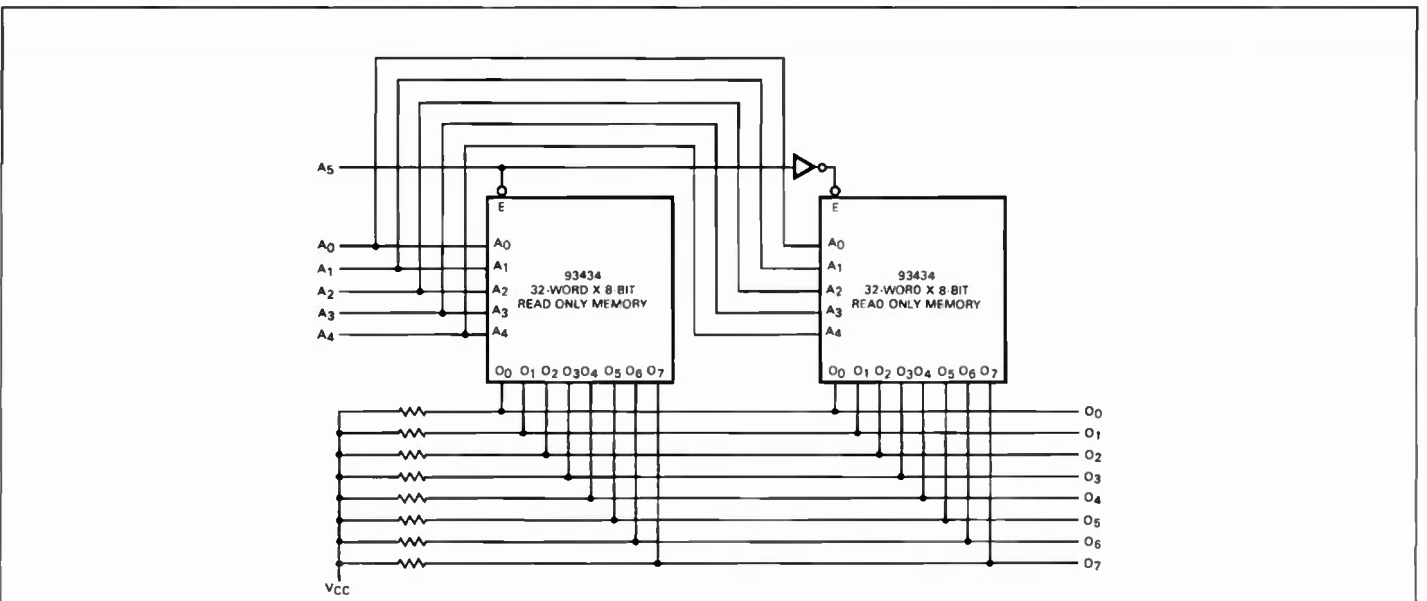 A5
E
E
A0
A1
A2
A3
A4
A0
A1
A2
A3
A4
93434
32-WORD X 8-BIT
READ ONLY MEMORY
O0 O1 O2 O3 O4 O5 O6 O7
A0
A1
A2
A3
A4
93434
32-WORD X 8-BIT
READ ONLY MEMORY
O0 O1 O2 O3 O4 O5 O6 O7
O0
O1
O2
O3
O4
O5
O6
O7
VCC